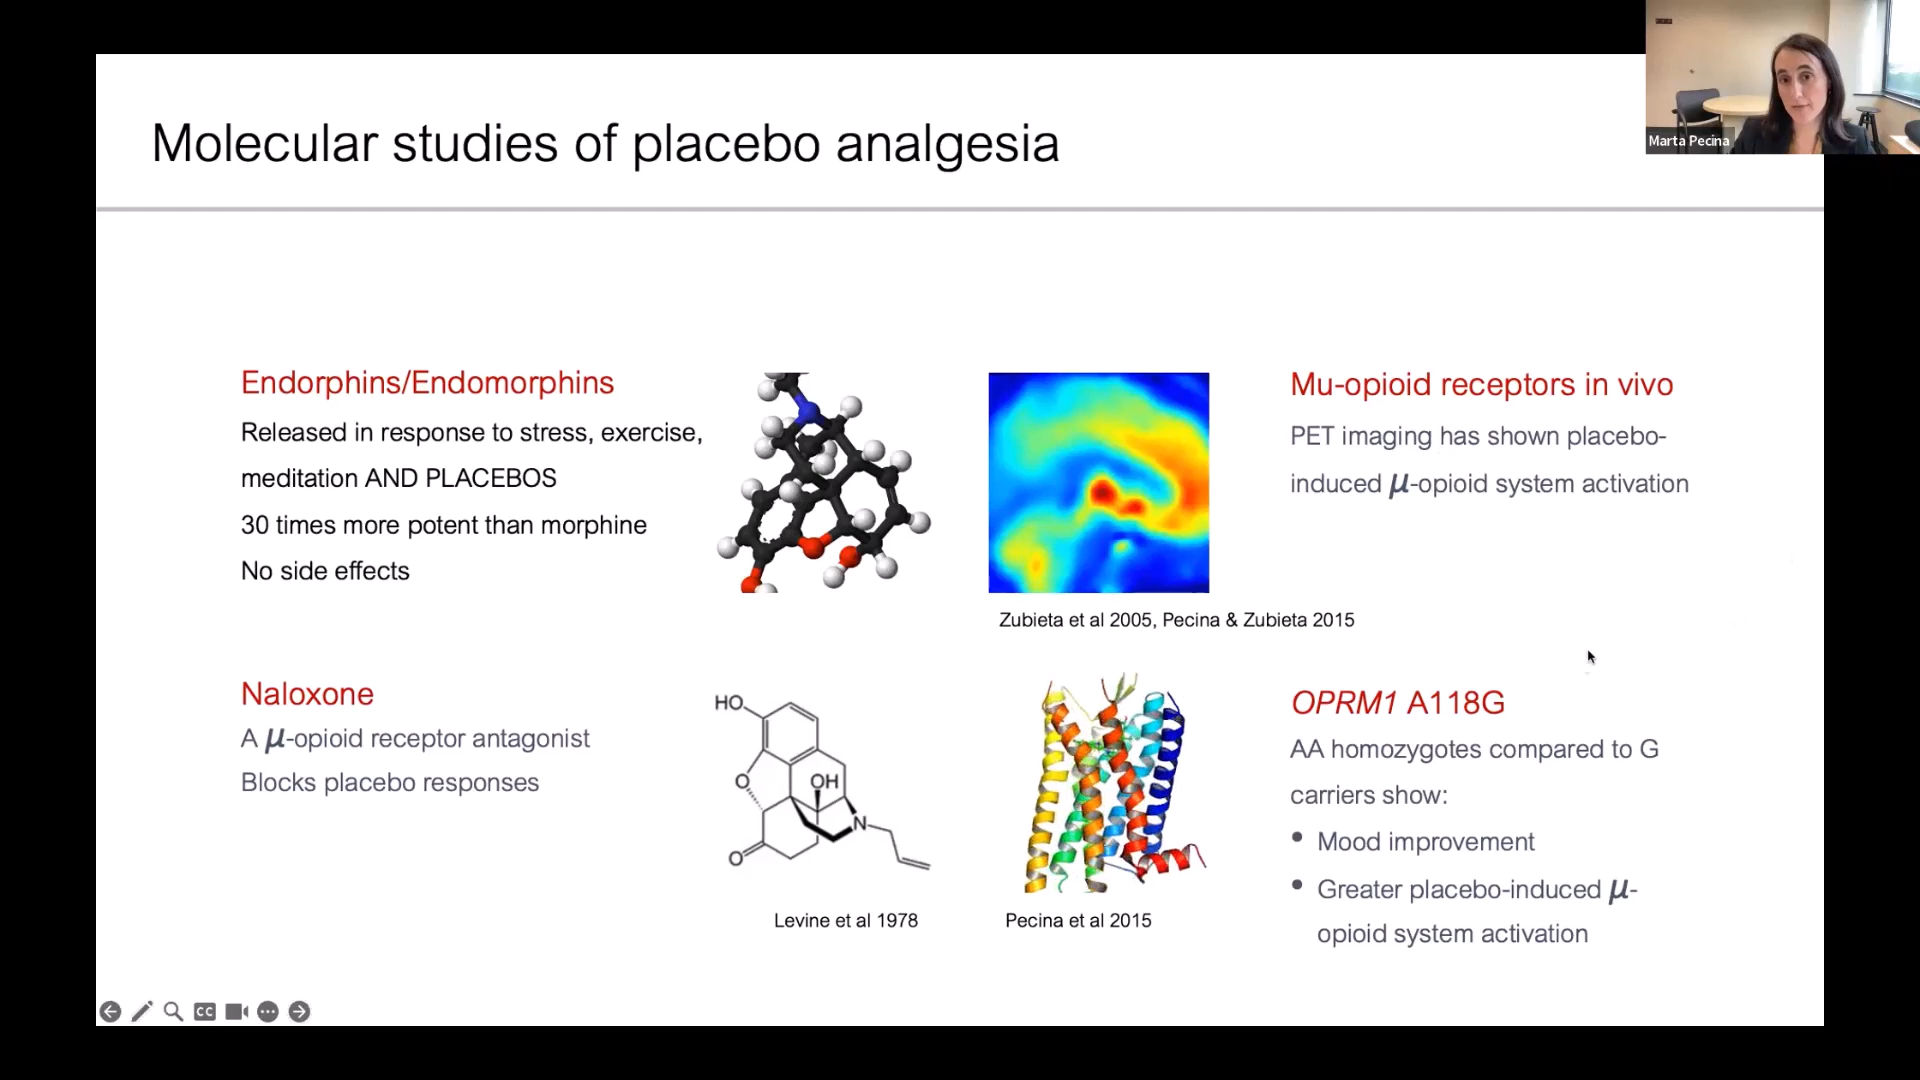 Molecular studies of placebo analgesia
Marta Pecina
Endorphins/Endomorphins
Released in response to stress, exercise,
meditation AND PLACEBOS
30 times more potent than morphine
No side effects
Mu-opioid receptors in vivo
PET imaging has shown placebo-
induced μ-opioid system activation
Zubieta et al 2005, Pecina & Zubieta 2015
Naloxone
A μ-opioid receptor antagonist
Blocks placebo responses
HO
OH
O
N
O
Levine et al 1978
Pecina et al 2015
OPRM1 A118G
AA homozygotes compared to G
carriers show:
• Mood improvement
• Greater placebo-induced μ-
opioid system activation
CC